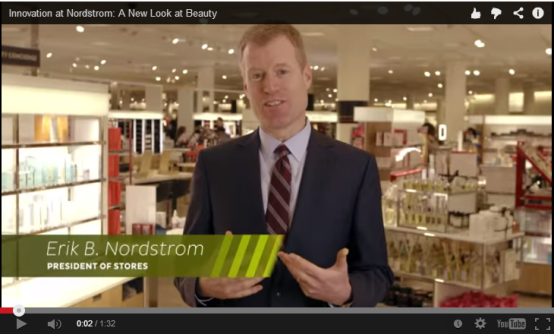 Innovation at Nordstrom: A New Look at Beauty
Erik B. Nordstrom
PRESIDENT OF STORES
0:02 / 1:32
YouTube